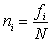 n_i = f_i / N